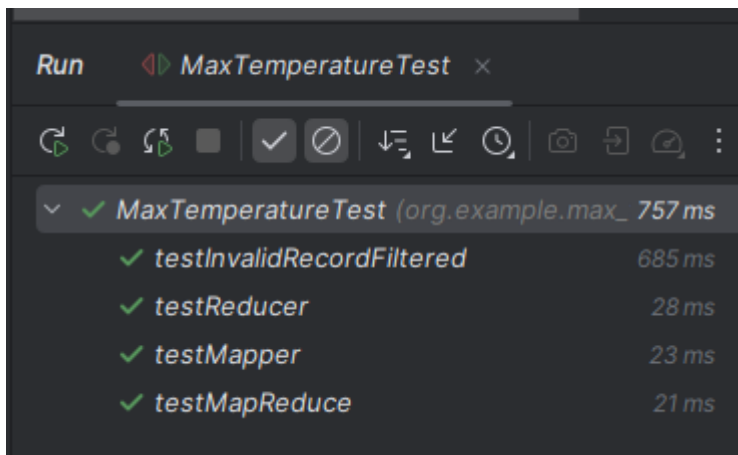 Run MaxTemperatureTest
MaxTemperatureTest (org.example.max_ 757 ms
testInvalidRecordFiltered 685 ms
testReducer 28 ms
testMapper 23 ms
testMapReduce 21 ms